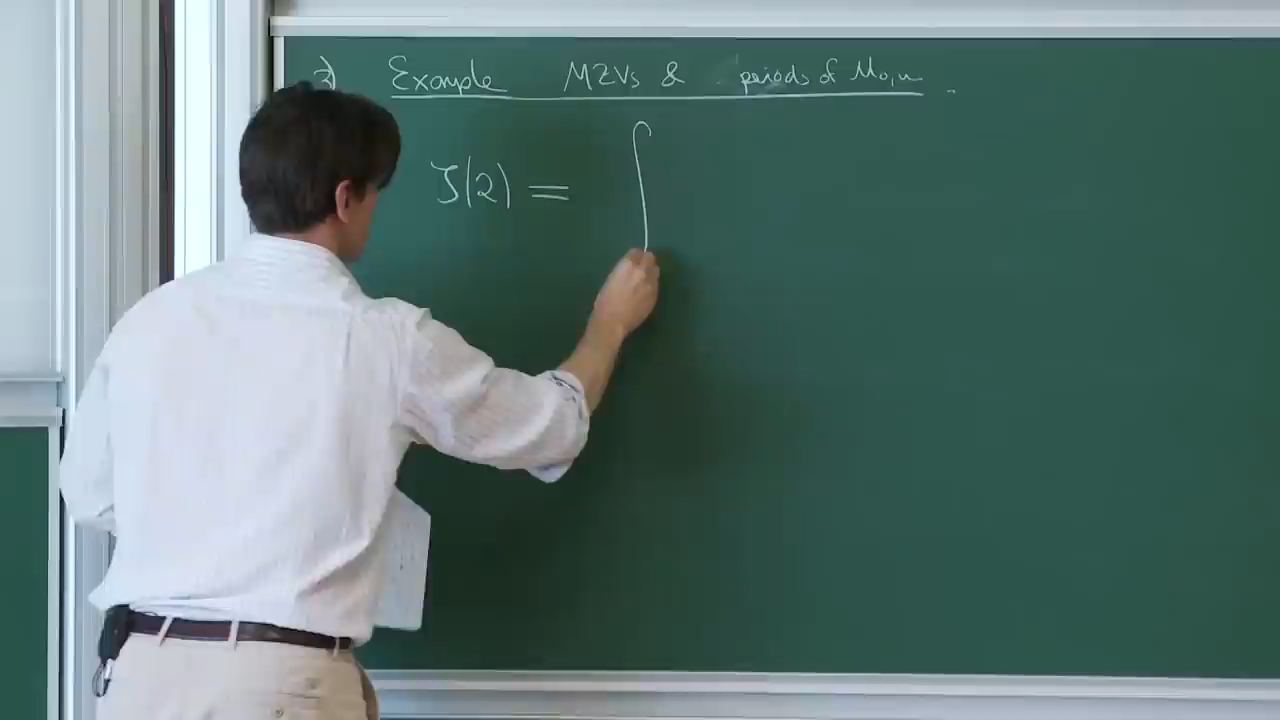 2) Example MZVs & periods of M₀,ₙ.
ζ(2) = ∫